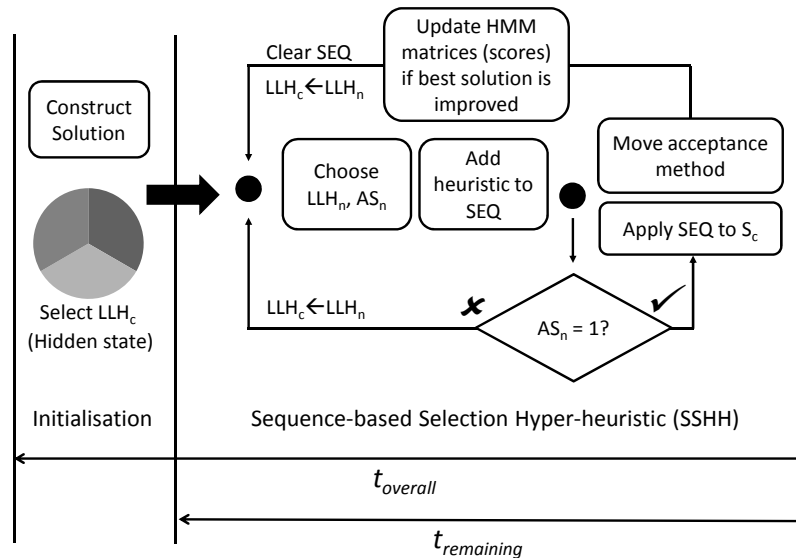 Construct
Solution
Select LLHc
(Hidden state)
Initialisation
Clear SEQ
LLHc←LLHn
Update HMM
matrices (scores)
if best solution is
improved
Choose
LLHn, ASn
Add
heuristic to
SEQ
Move acceptance
method
Apply SEQ to Sc
LLHc←LLHn
✘
ASn = 1?
✓
Sequence-based Selection Hyper-heuristic (SSHH)
toverall
tremaining